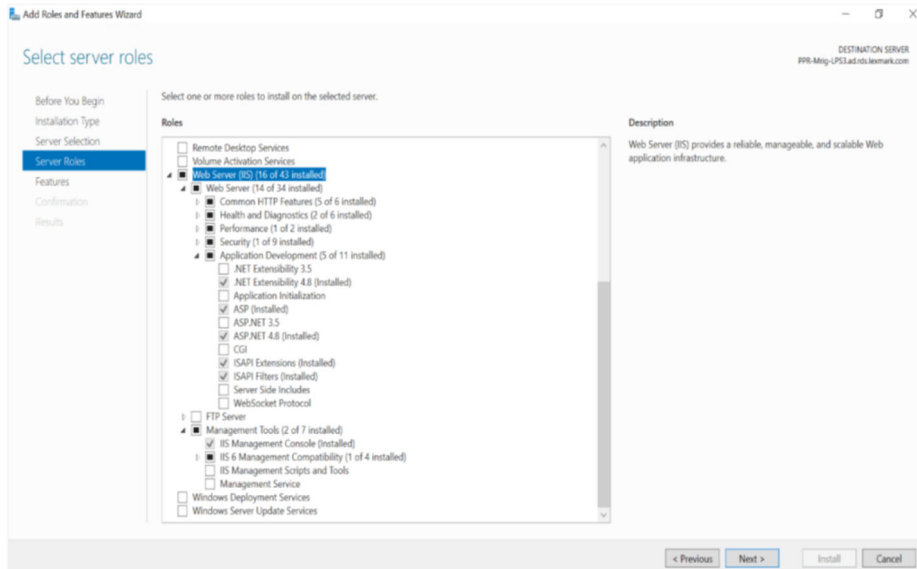 Add Roles and Features Wizard
Select server roles
DESTINATION SERVER
PPR-Mrig-LPS3.ad.rds.lexmark.com
Before You Begin
Installation Type
Server Selection
Server Roles
Features
Confirmation
Results
Select one or more roles to install on the selected server.
Roles
Remote Desktop Services
Volume Activation Services
Web Server (IIS) (16 of 43 installed)
Web Server (14 of 34 installed)
Common HTTP Features (5 of 6 installed)
Health and Diagnostics (2 of 6 installed)
Performance (1 of 2 installed)
Security (1 of 9 installed)
Application Development (5 of 11 installed)
.NET Extensibility 3.5
.NET Extensibility 4.8 (Installed)
Application Initialization
ASP (Installed)
ASP.NET 3.5
ASP.NET 4.8 (Installed)
CGI
ISAPI Extensions (Installed)
ISAPI Filters (Installed)
Server Side Includes
WebSocket Protocol
FTP Server
Management Tools (2 of 7 installed)
IIS Management Console (Installed)
IIS 6 Management Compatibility (1 of 4 installed)
IIS Management Scripts and Tools
Management Service
Windows Deployment Services
Windows Server Update Services
Description
Web Server (IIS) provides a reliable, manageable, and scalable Web
application infrastructure.
< Previous
Next >
Install
Cancel